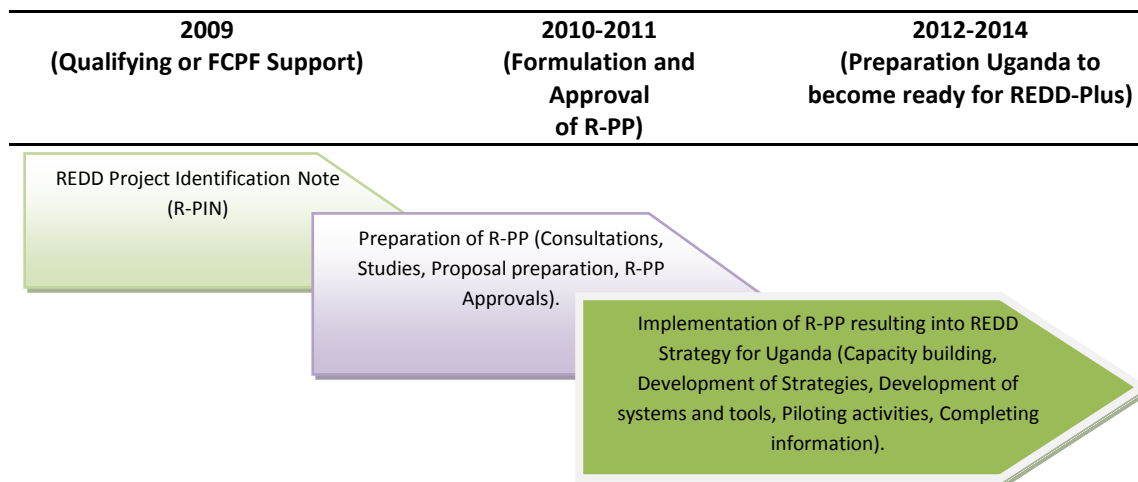 2009
(Qualifying or FCPF Support)
2010-2011
(Formulation and
Approval
of R-PP)
2012-2014
(Preparation Uganda to
become ready for REDD-Plus)
REDD Project Identification Note
(R-PIN)
Preparation of R-PP (Consultations,
Studies, Proposal preparation, R-PP
Approvals).
Implementation of R-PP resulting into REDD
Strategy for Uganda (Capacity building,
Development of Strategies, Development of
systems and tools, Piloting activities, Completing
information).